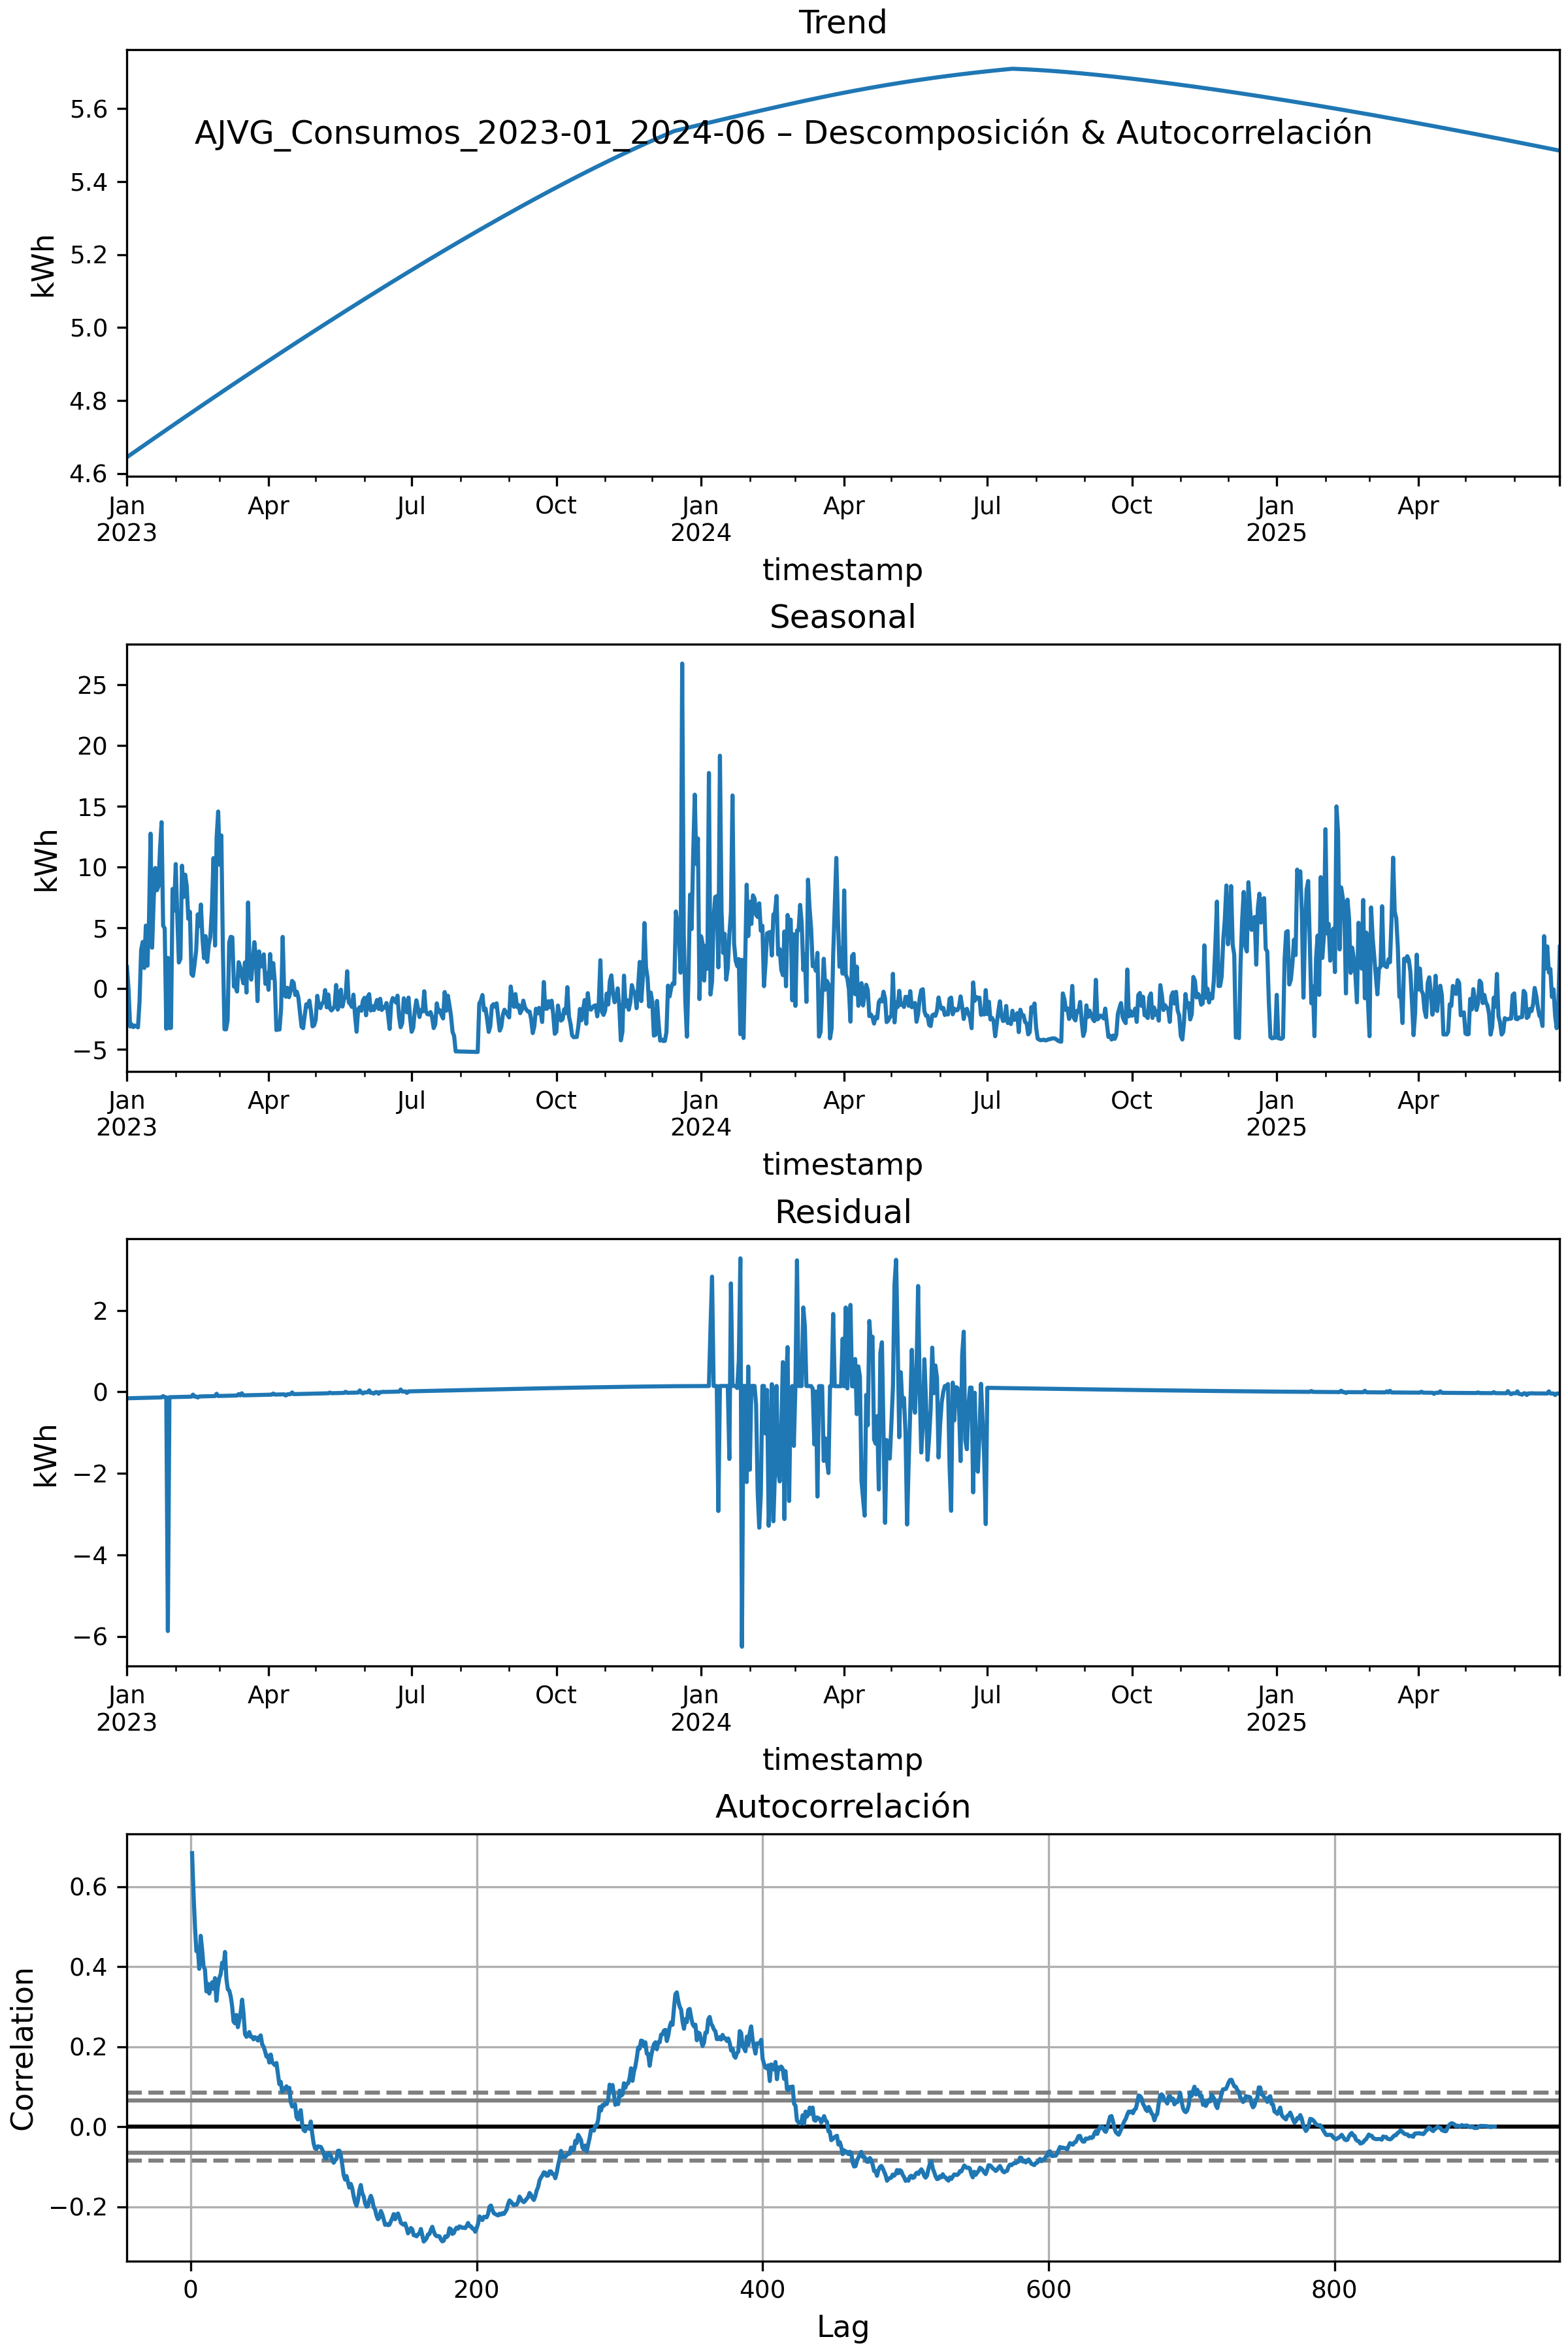 Trend
5.6
AJVG_Consumos_2023-01_2024-06 – Descomposición & Autocorrelación
5.4
5.2
5.0
4.8
4.6
kWh
Jan Apr Jul Oct Jan Apr Jul Oct Jan Apr
2023 2024 2025
timestamp
Seasonal
25
20
15
10
5
0
−5
kWh
Jan Apr Jul Oct Jan Apr Jul Oct Jan Apr
2023 2024 2025
timestamp
Residual
2
0
−2
−4
−6
kWh
Jan Apr Jul Oct Jan Apr Jul Oct Jan Apr
2023 2024 2025
timestamp
Autocorrelación
0.6
0.4
0.2
0.0
−0.2
Correlation
0 200 400 600 800
Lag